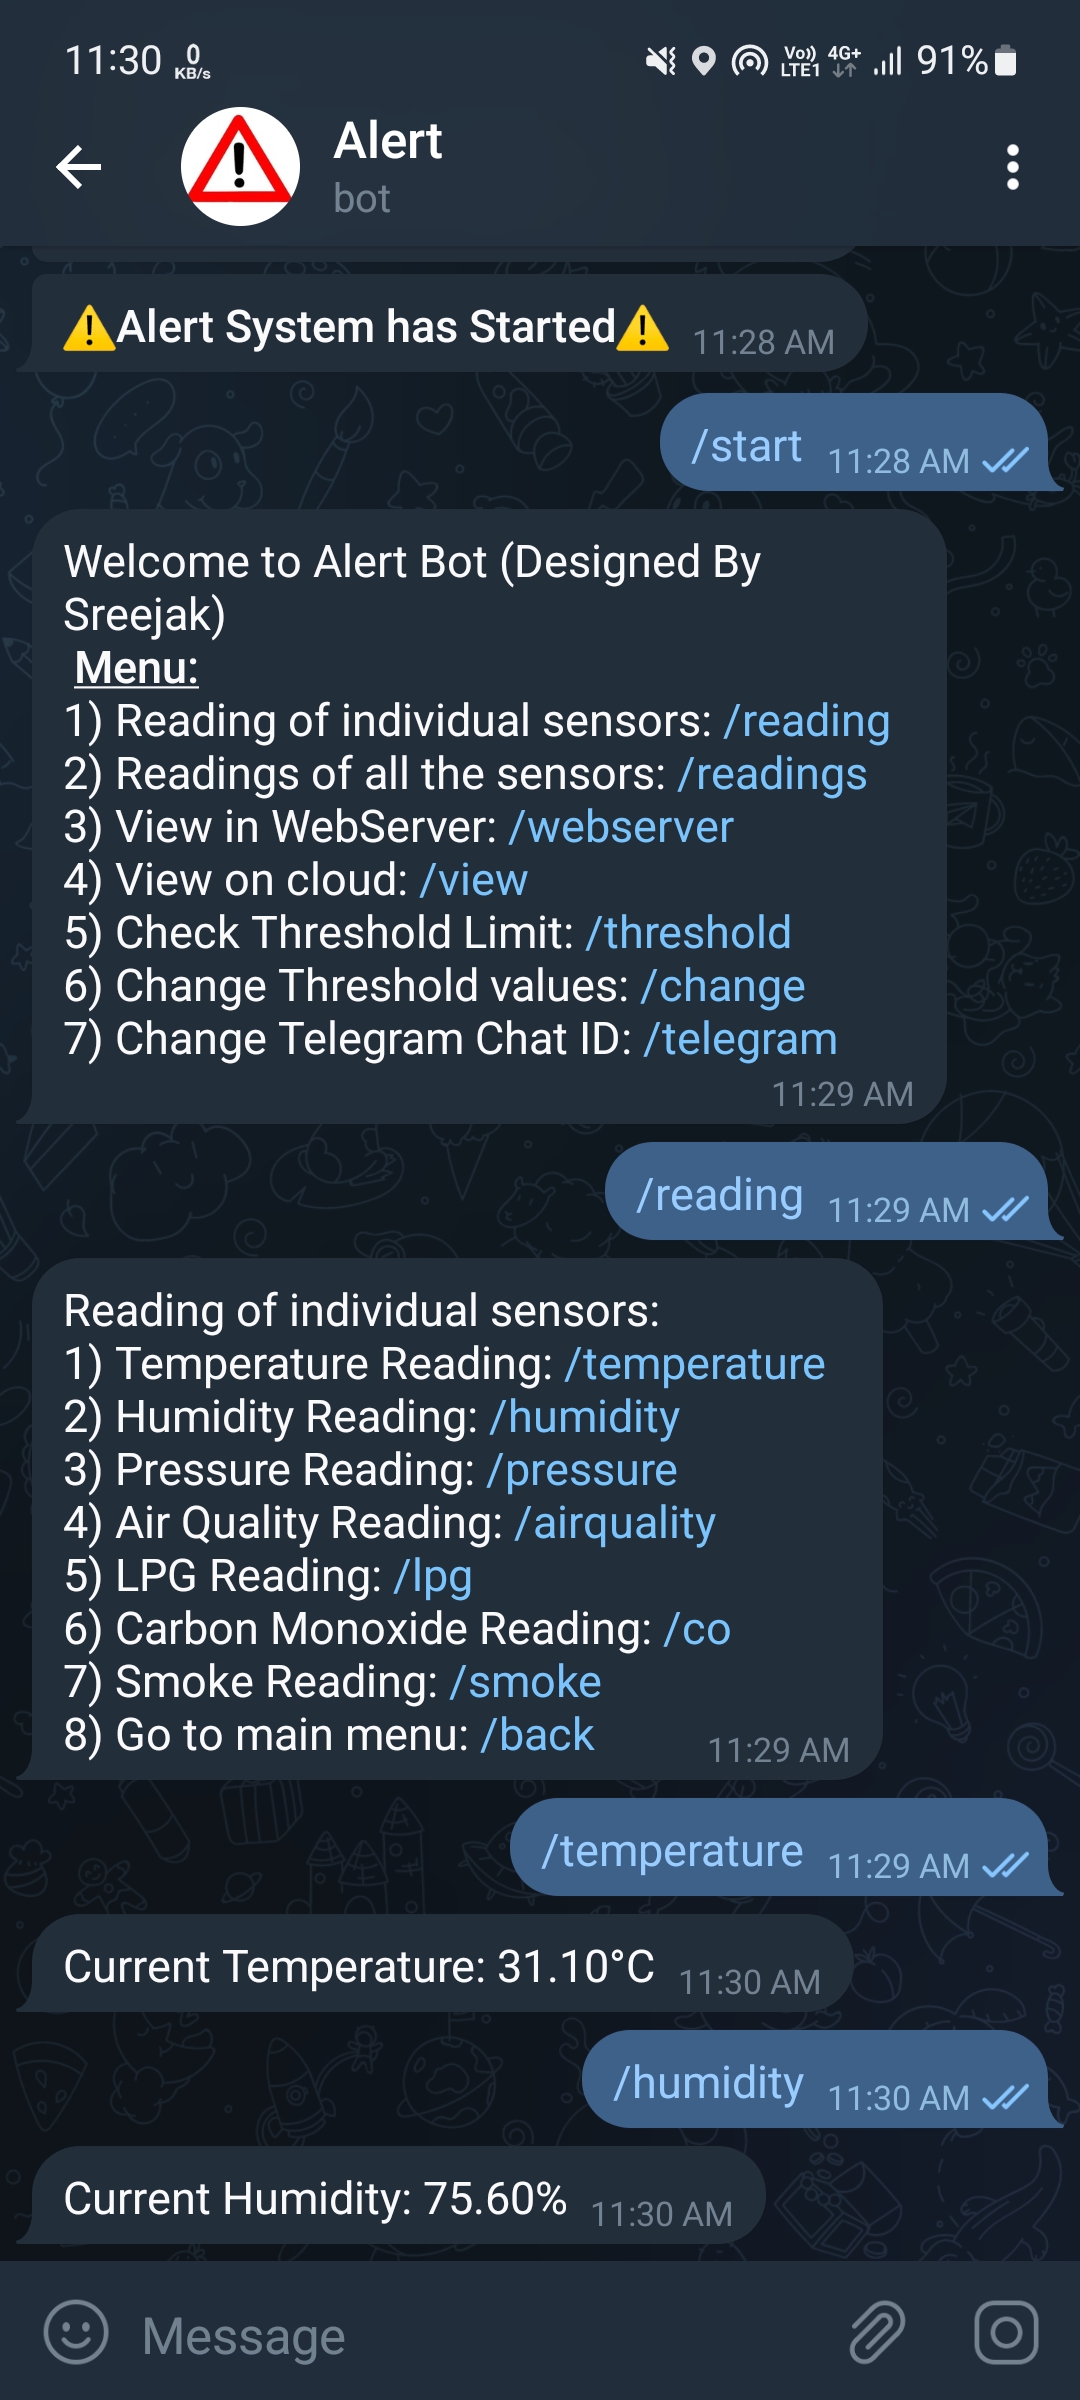 11:30 0 KB/s Vo)) LTE1 4G+ 91%
Alert
bot
⚠️Alert System has Started⚠️ 11:28 AM
/start 11:28 AM
Welcome to Alert Bot (Designed By
Sreejak)
Menu:
1) Reading of individual sensors: /reading
2) Readings of all the sensors: /readings
3) View in WebServer: /webserver
4) View on cloud: /view
5) Check Threshold Limit: /threshold
6) Change Threshold values: /change
7) Change Telegram Chat ID: /telegram
11:29 AM
/reading 11:29 AM
Reading of individual sensors:
1) Temperature Reading: /temperature
2) Humidity Reading: /humidity
3) Pressure Reading: /pressure
4) Air Quality Reading: /airquality
5) LPG Reading: /lpg
6) Carbon Monoxide Reading: /co
7) Smoke Reading: /smoke
8) Go to main menu: /back 11:29 AM
/temperature 11:29 AM
Current Temperature: 31.10°C 11:30 AM
/humidity 11:30 AM
Current Humidity: 75.60% 11:30 AM
Message